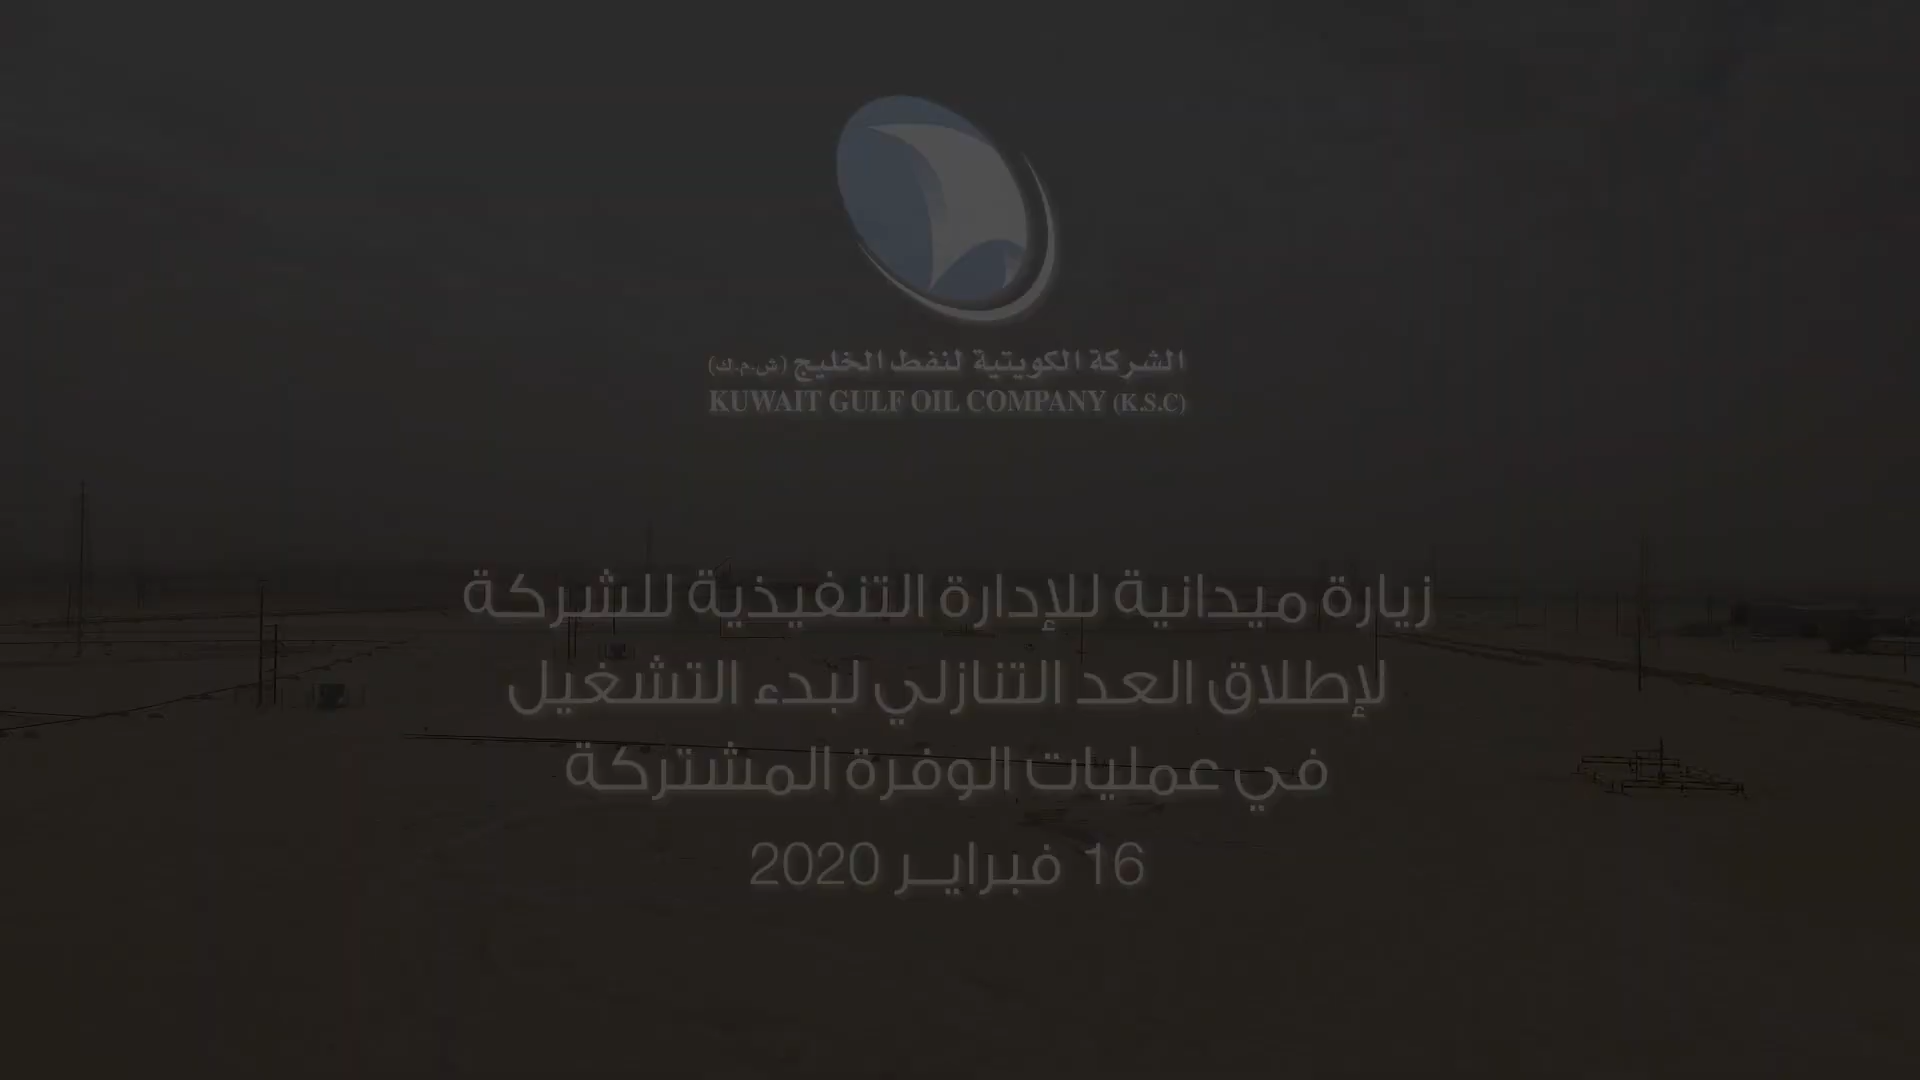 الشركة الكويتية لنفط الخليج (ش.م.ك)
KUWAIT GULF OIL COMPANY (K.S.C)
زيارة ميدانية للإدارة التنفيذية للشركة
لإطلاق العد التنازلي لبدء التشغيل
في عمليات الوفرة المشتركة
16 فبراير 2020